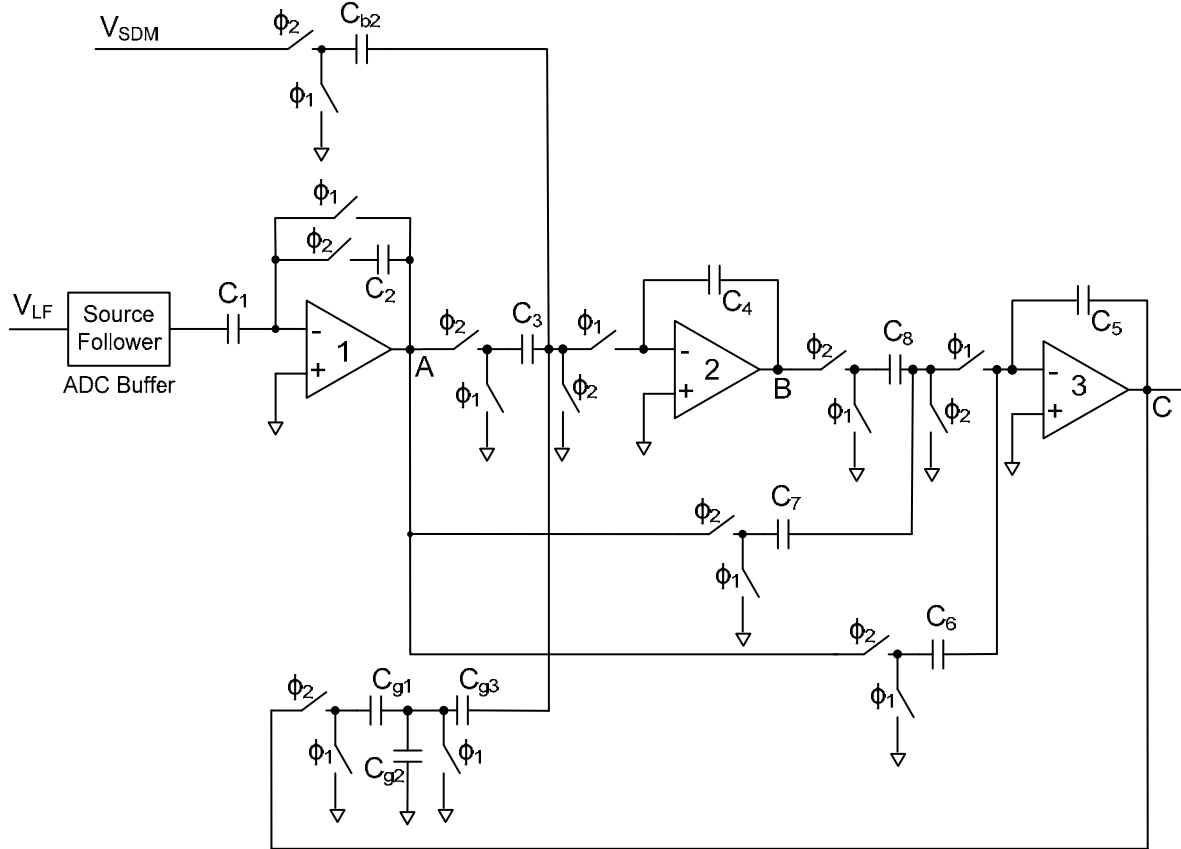 V_SDM
ϕ2
C_b2
ϕ1
ϕ1
ϕ2
C2
V_LF
Source
Follower
ADC Buffer
C1
-
+
1
A
ϕ2
C3
ϕ1
ϕ1
ϕ2
C4
-
+
2
B
ϕ2
C8
ϕ1
ϕ1
ϕ2
C5
-
+
3
C
ϕ2
C7
ϕ1
ϕ2
C6
ϕ1
ϕ2
C_g1
C_g3
ϕ1
C_g2
ϕ1